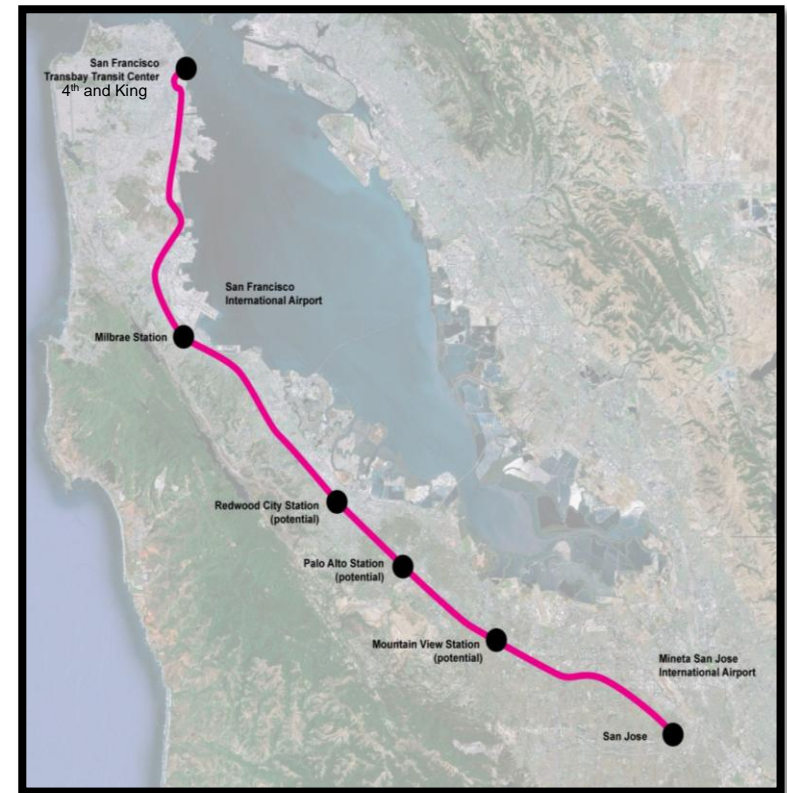 San Francisco
Transbay Transit Center
4th and King
San Francisco
International Airport
Milbrae Station
Redwood City Station
(potential)
Palo Alto Station
(potential)
Mountain View Station
(potential)
Mineta San Jose
International Airport
San Jose